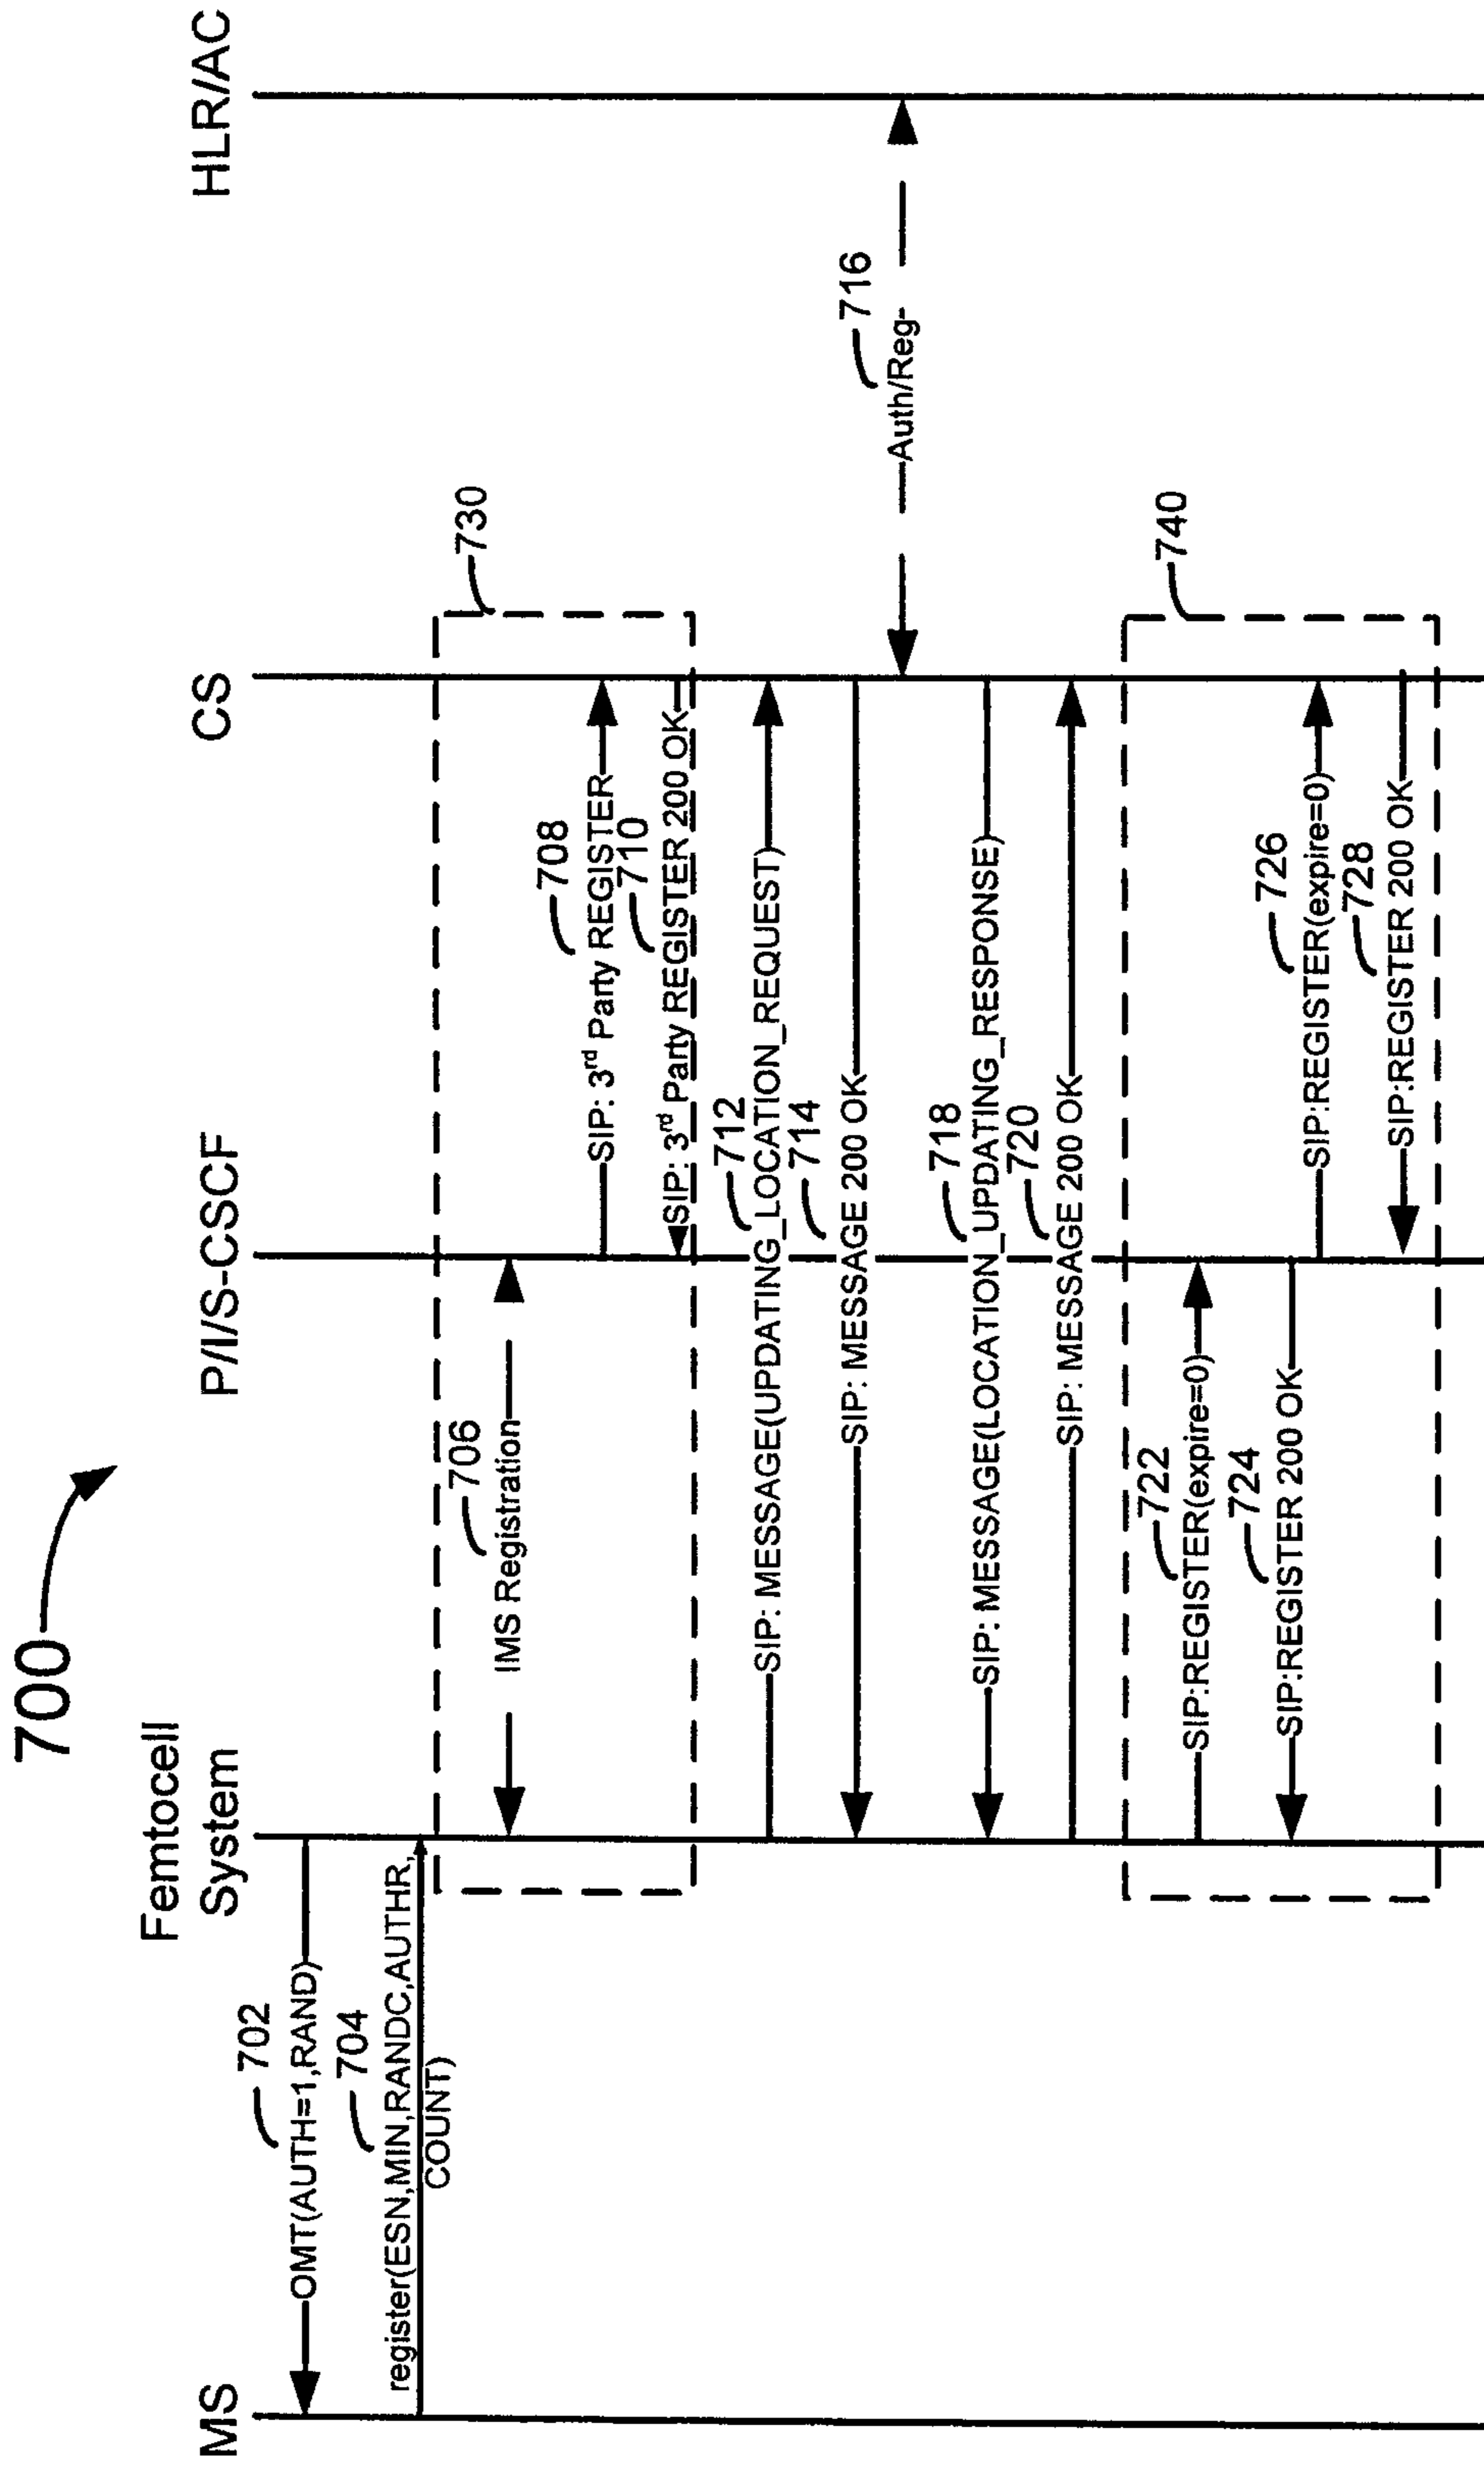 700
MS
Femtocell
System
P/I/S-CSCF
CS
HLR/AC
702
OMT(AUTH=1,RAND)
704
register(ESN,MIN,RANDC,AUTHR,
COUNT)
730
706
IMS Registration
708
SIP: 3rd Party REGISTER
710
SIP: 3rd Party REGISTER 200 OK
712
SIP: MESSAGE(UPDATING_LOCATION_REQUEST)
714
SIP: MESSAGE 200 OK
716
Auth/Reg
718
SIP: MESSAGE(LOCATION_UPDATING_RESPONSE)
720
SIP: MESSAGE 200 OK
740
722
SIP:REGISTER(expire=0)
724
SIP:REGISTER 200 OK
726
SIP:REGISTER(expire=0)
728
SIP:REGISTER 200 OK